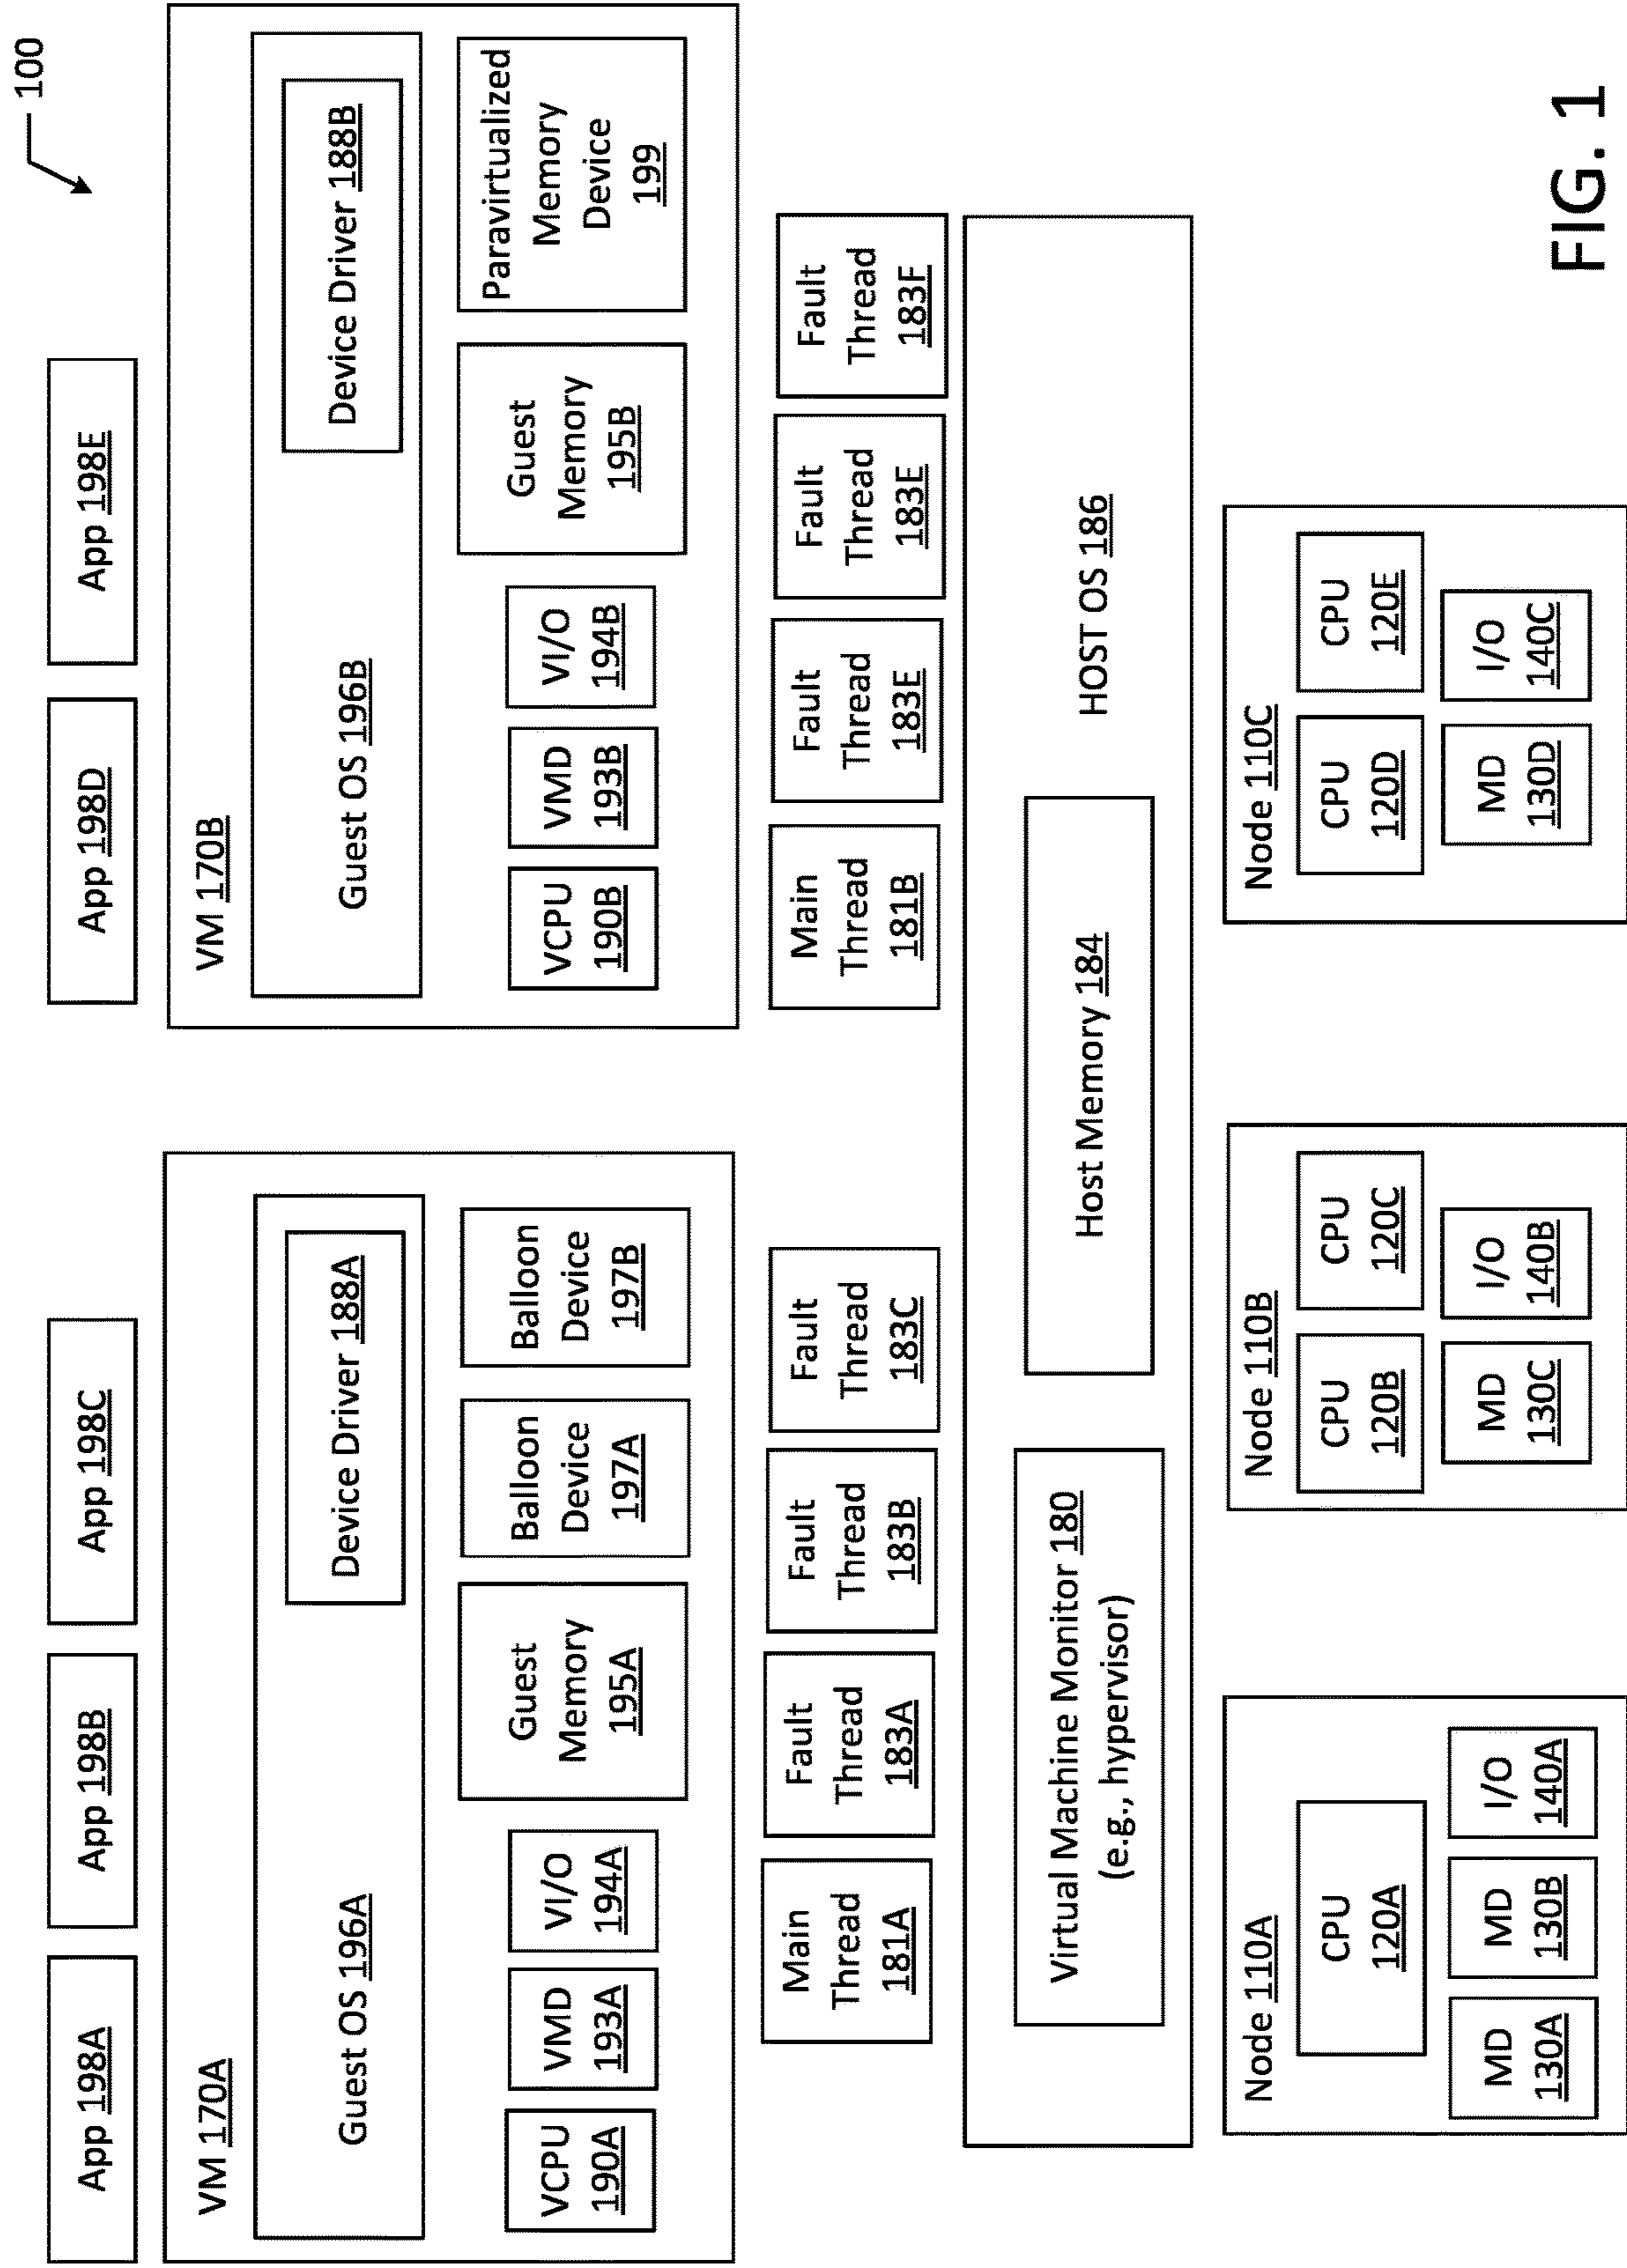 100
App 198A
App 198B
App 198C
App 198D
App 198E
VM 170A
Guest OS 196A
Device Driver 188A
VCPU
190A
VMD
193A
VI/O
194A
Guest
Memory
195A
Balloon
Device
197A
Balloon
Device
197B
VM 170B
Guest OS 196B
Device Driver 188B
VCPU
190B
VMD
193B
VI/O
194B
Guest
Memory
195B
Paravirtualized
Memory
Device
199
Main
Thread
181A
Fault
Thread
183A
Fault
Thread
183B
Fault
Thread
183C
Main
Thread
181B
Fault
Thread
183E
Fault
Thread
183E
Fault
Thread
183F
Virtual Machine Monitor 180
(e.g., hypervisor)
Host Memory 184
HOST OS 186
Node 110A
CPU
120A
MD
130A
MD
130B
I/O
140A
Node 110B
CPU
120B
CPU
120C
MD
130C
I/O
140B
Node 110C
CPU
120D
CPU
120E
MD
130D
I/O
140C
FIG. 1